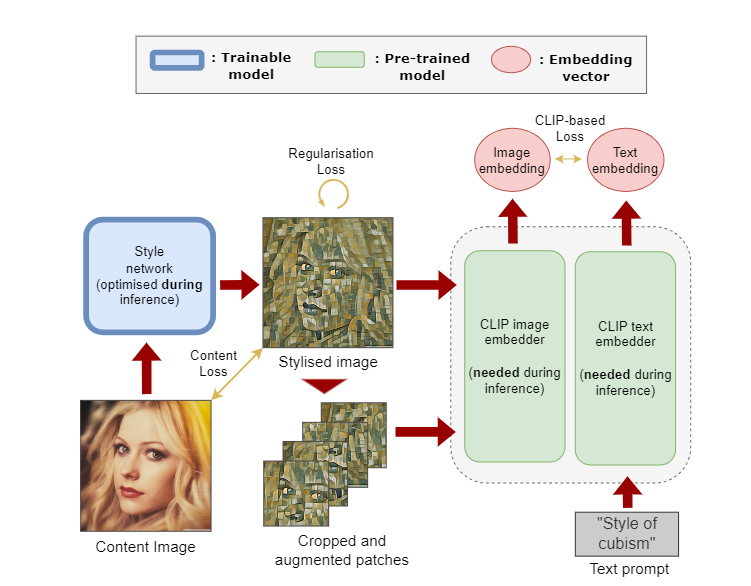 : Trainable
model
: Pre-trained
model
: Embedding
vector
CLIP-based
Loss
Image
embedding
Text
embedding
Regularisation
Loss
Style
network
(optimised during
inference)
Content
Loss
Stylised image
CLIP image
embedder
(needed during
inference)
CLIP text
embedder
(needed during
inference)
Content Image
Cropped and
augmented patches
"Style of
cubism"
Text prompt